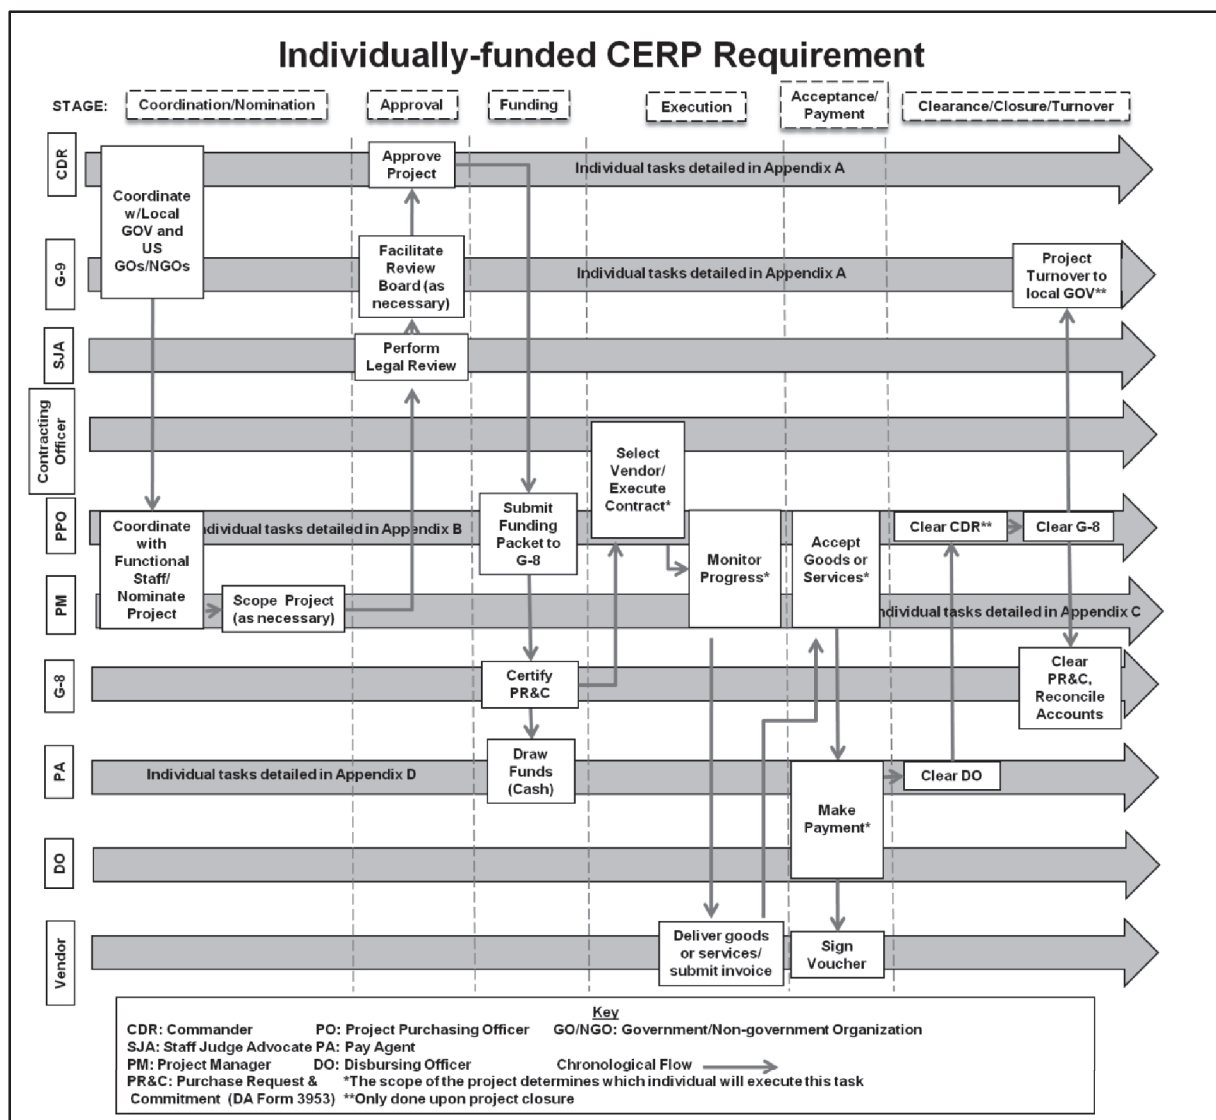 Individually-funded CERP Requirement
STAGE:
Coordination/Nomination
Approval
Funding
Execution
Acceptance/
Payment
Clearance/Closure/Turnover
CDR
Coordinate
w/Local
GOV and
US
GOs/NGOs
Approve
Project
Individual tasks detailed in Appendix A
G-9
Facilitate
Review
Board (as
necessary)
Individual tasks detailed in Appendix A
Project
Turnover to
local GOV**
SJA
Perform
Legal Review
Contracting
Officer
Select
Vendor/
Execute
Contract*
PPO
Coordinate
with
Functional
Staff/
Nominate
Project
Individual tasks detailed in Appendix B
Submit
Funding
Packet to
G-8
Monitor
Progress*
Accept
Goods or
Services*
Clear CDR**
Clear G-8
PM
Scope Project
(as necessary)
Individual tasks detailed in Appendix C
G-8
Certify
PR&C
Clear
PR&C,
Reconcile
Accounts
PA
Individual tasks detailed in Appendix D
Draw
Funds
(Cash)
Make
Payment*
Clear DO
DO
Vendor
Deliver goods
or services/
submit invoice
Sign
Voucher
Key
CDR: Commander PO: Project Purchasing Officer GO/NGO: Government/Non-government Organization
SJA: Staff Judge Advocate PA: Pay Agent
PM: Project Manager DO: Disbursing Officer Chronological Flow
PR&C: Purchase Request & *The scope of the project determines which individual will execute this task
Commitment (DA Form 3953) **Only done upon project closure